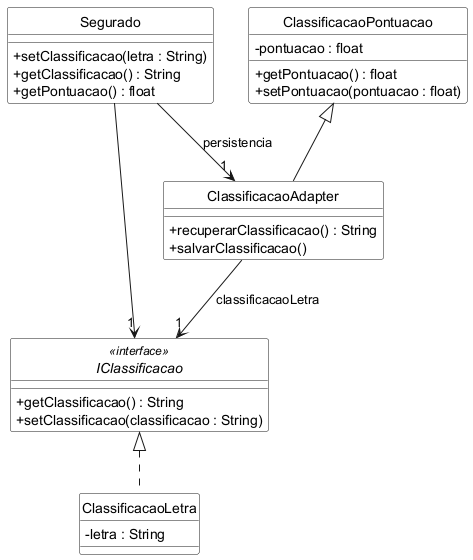 Segurado
+setClassificacao(letra : String)
+getClassificacao() : String
+getPontuacao() : float
ClassificacaoPontuacao
-pontuacao : float
+getPontuacao() : float
+setPontuacao(pontuacao : float)
persistencia
1
ClassificacaoAdapter
+recuperarClassificacao() : String
+salvarClassificacao()
classificacaoLetra
1
1
«interface»
IClassificacao
+getClassificacao() : String
+setClassificacao(classificacao : String)
ClassificacaoLetra
-letra : String